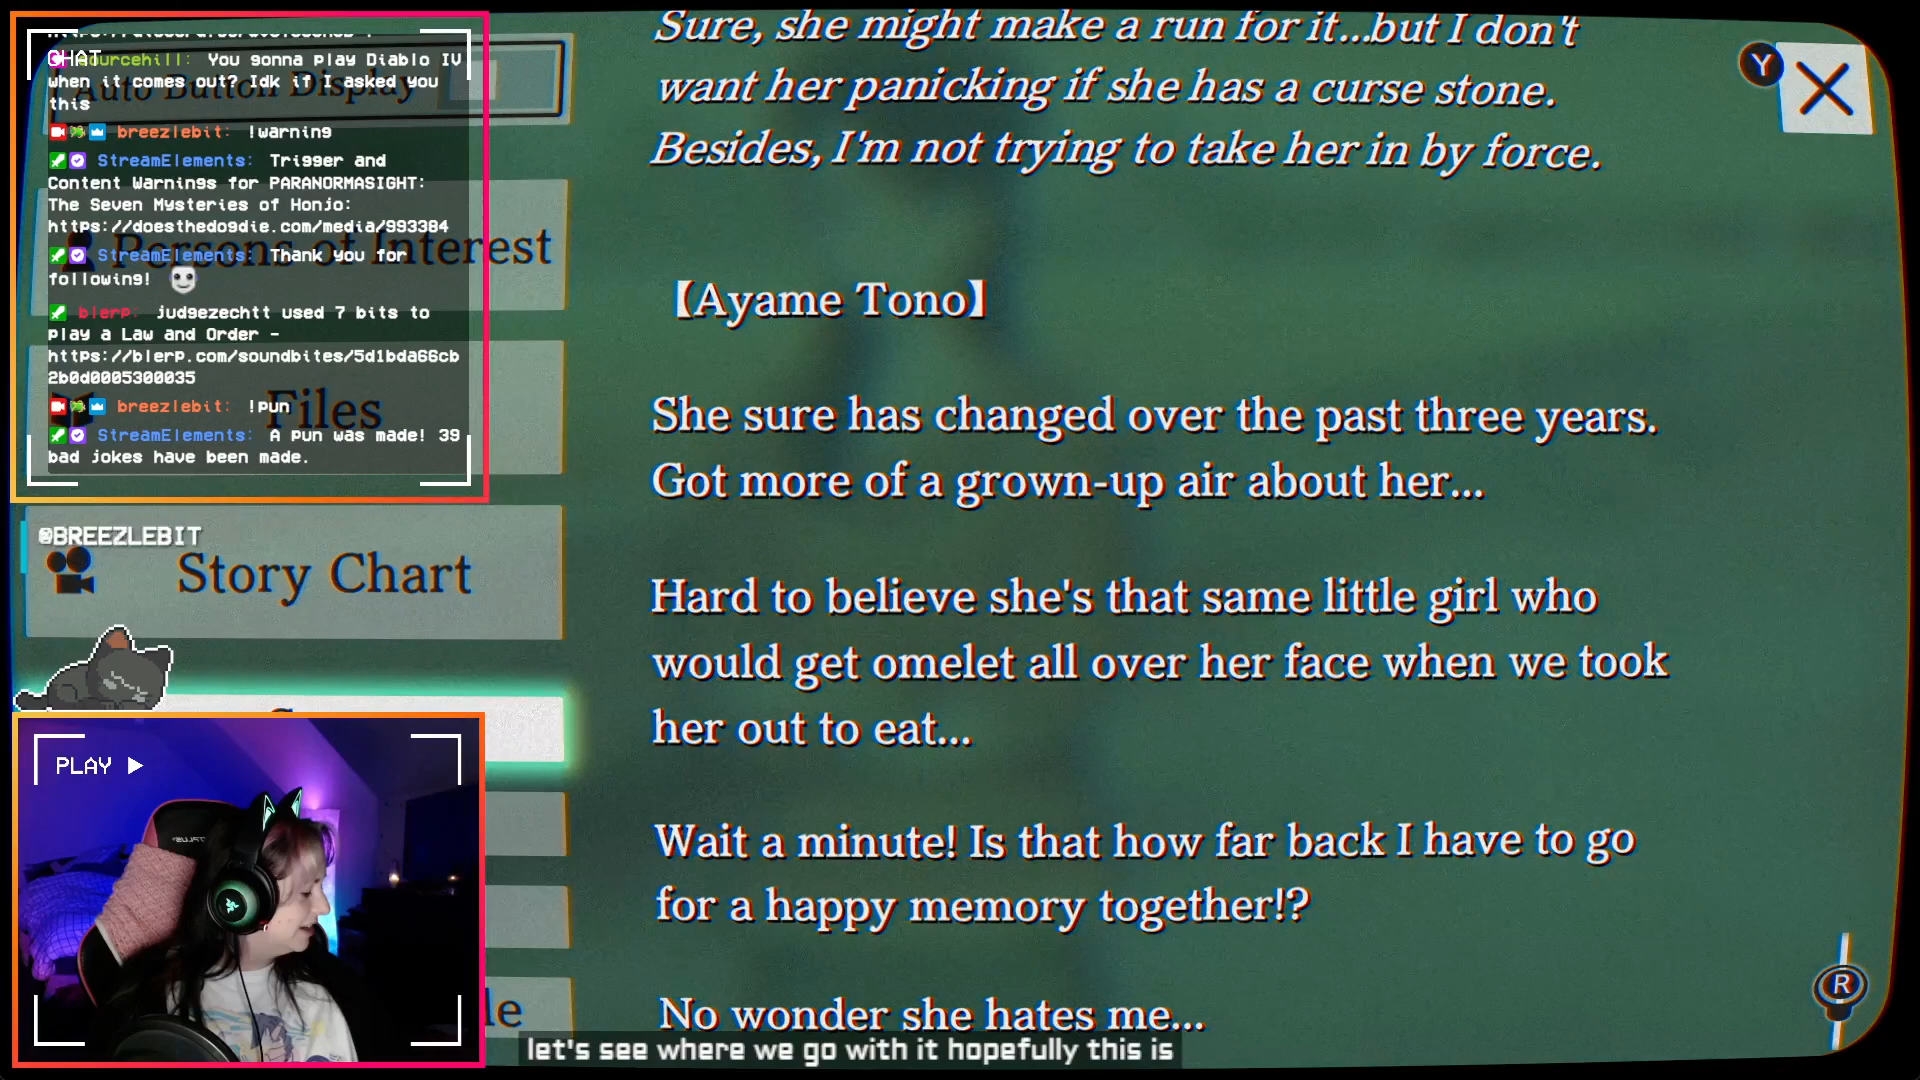 CHAT
ourcehill: You gonna play Diablo IV
when it comes out? Idk if I asked you
this
breezlebit: !warning
StreamElements: Trigger and
Content Warnings for PARANORMASIGHT:
The Seven Mysteries of Honjo:
https://doesthedogdie.com/media/993384
StreamElements: Thank you for
following!
blerp: judgezechtt used 7 bits to
play a Law and Order -
https://blerp.com/soundbites/5d1bda66cb
2b0d0005300035
breezlebit: !pun
StreamElements: A pun was made! 39
bad jokes have been made.
@BREEZLEBIT
Auto Button Display
Persons of Interest
Files
Story Chart
PLAY
Sure, she might make a run for it...but I don't
want her panicking if she has a curse stone.
Besides, I'm not trying to take her in by force.
【Ayame Tono】
She sure has changed over the past three years.
Got more of a grown-up air about her...
Hard to believe she's that same little girl who
would get omelet all over her face when we took
her out to eat...
Wait a minute! Is that how far back I have to go
for a happy memory together!?
No wonder she hates me...
let's see where we go with it hopefully this is
Y
R